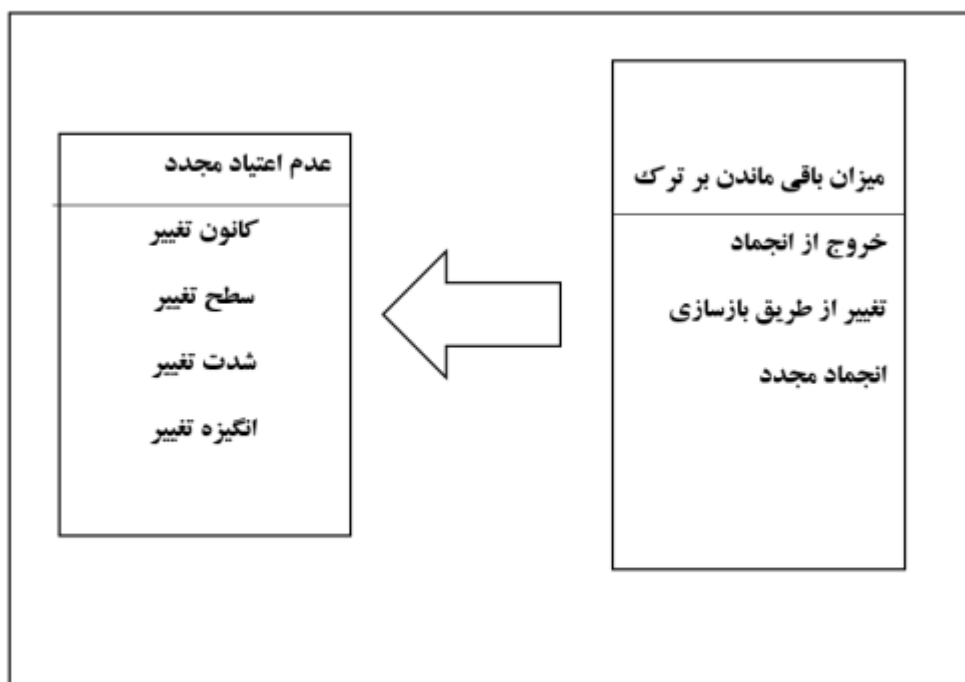 میزان باقی ماندن بر ترک
خروج از انجماد
تغییر از طریق بازسازی
انجماد مجدد
عدم اعتیاد مجدد
کانون تغییر
سطح تغییر
شدت تغییر
انگیزه تغییر